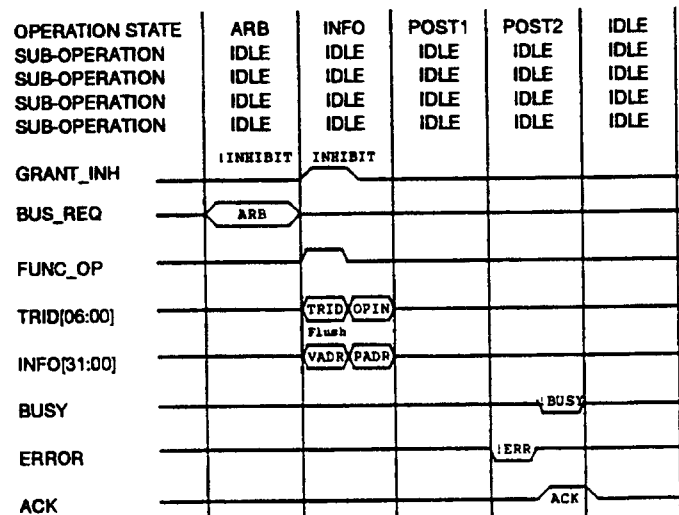 OPERATION STATE ARB INFO POST1 POST2 IDLE
SUB-OPERATION IDLE IDLE IDLE IDLE IDLE
SUB-OPERATION IDLE IDLE IDLE IDLE IDLE
SUB-OPERATION IDLE IDLE IDLE IDLE IDLE
SUB-OPERATION IDLE IDLE IDLE IDLE IDLE
!INHIBIT INHIBIT
GRANT_INH
BUS_REQ ARB
FUNC_OP
TRID[06:00] TRID OPIN
Flush
INFO[31:00] VADR PADR
BUSY !BUSY
ERROR !ERR
ACK ACK